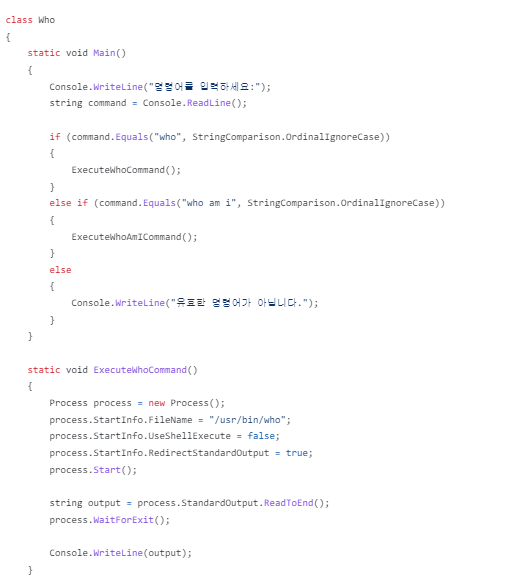 class Who
{
    static void Main()
    {
        Console.WriteLine("명령어를 입력하세요:");
        string command = Console.ReadLine();

        if (command.Equals("who", StringComparison.OrdinalIgnoreCase))
        {
            ExecuteWhoCommand();
        }
        else if (command.Equals("who am i", StringComparison.OrdinalIgnoreCase))
        {
            ExecuteWhoAmICommand();
        }
        else
        {
            Console.WriteLine("유효한 명령어가 아닙니다.");
        }
    }

    static void ExecuteWhoCommand()
    {
        Process process = new Process();
        process.StartInfo.FileName = "/usr/bin/who";
        process.StartInfo.UseShellExecute = false;
        process.StartInfo.RedirectStandardOutput = true;
        process.Start();

        string output = process.StandardOutput.ReadToEnd();
        process.WaitForExit();

        Console.WriteLine(output);
    }